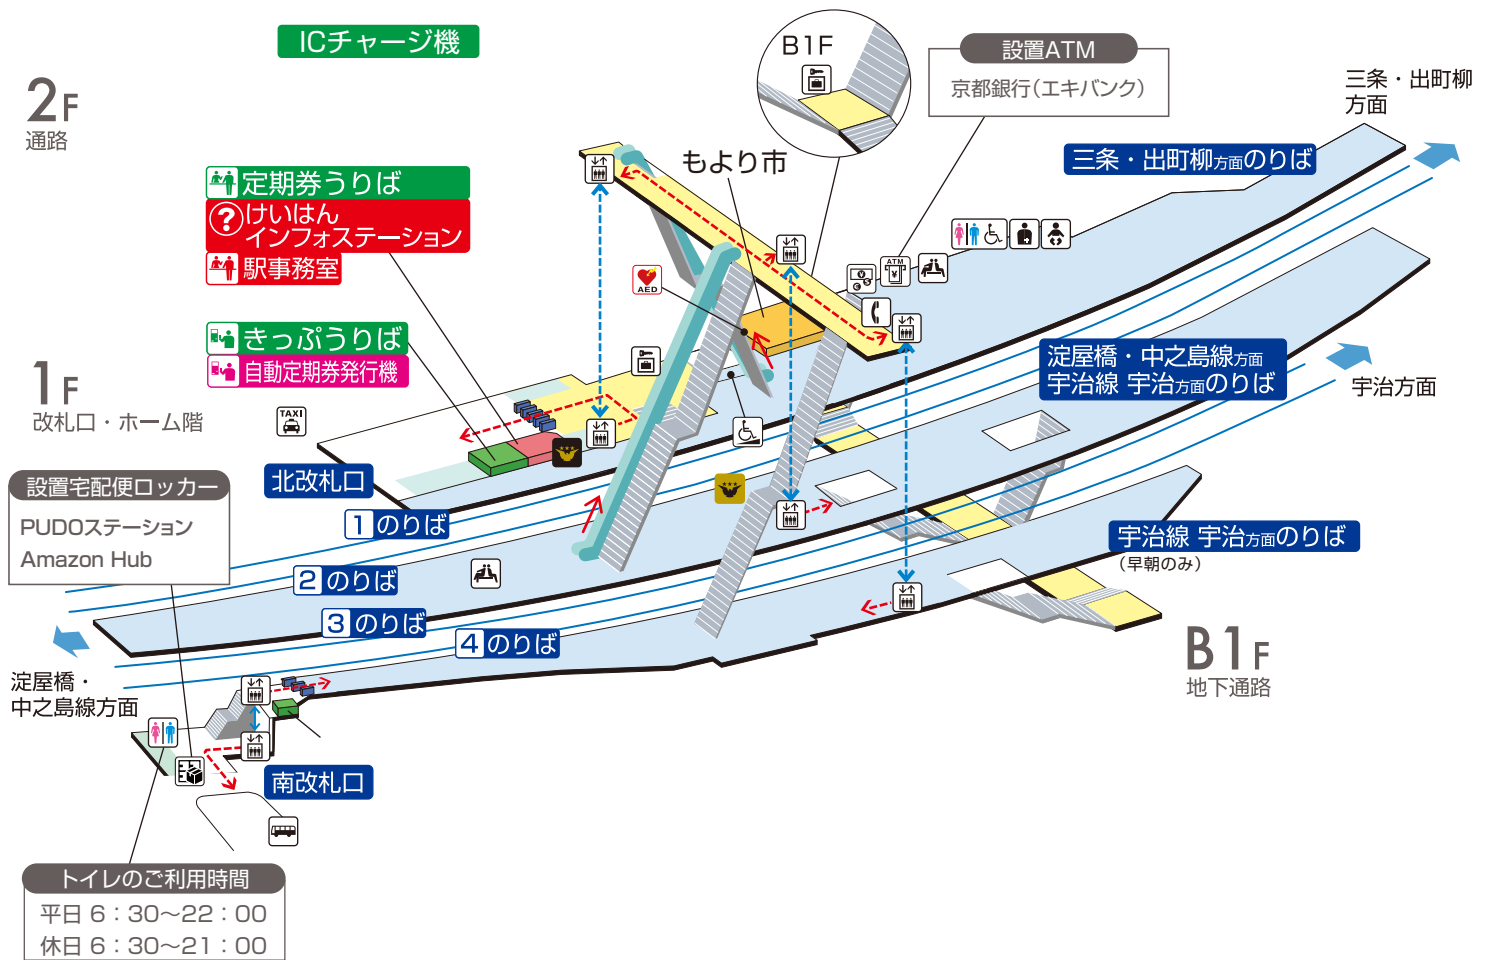 ICチャージ機
2F
通路
定期券うりば
?
けいはん
インフォステーション
駅事務室
きっぷうりば
自動定期券発行機
1F
改札口・ホーム階
TAXI
北改札口
設置宅配便ロッカー
PUDOステーション
Amazon Hub
1のりば
2のりば
3のりば
4のりば
淀屋橋・
中之島線方面
南改札口
トイレのご利用時間
平日 6：30〜22：00
休日 6：30〜21：00
もより市
AED
B1F
設置ATM
京都銀行（エキバンク）
ATM
三条・出町柳
方面
三条・出町柳方面のりば
淀屋橋・中之島線方面
宇治線 宇治方面のりば
宇治方面
宇治線 宇治方面のりば
（早朝のみ）
B1F
地下通路